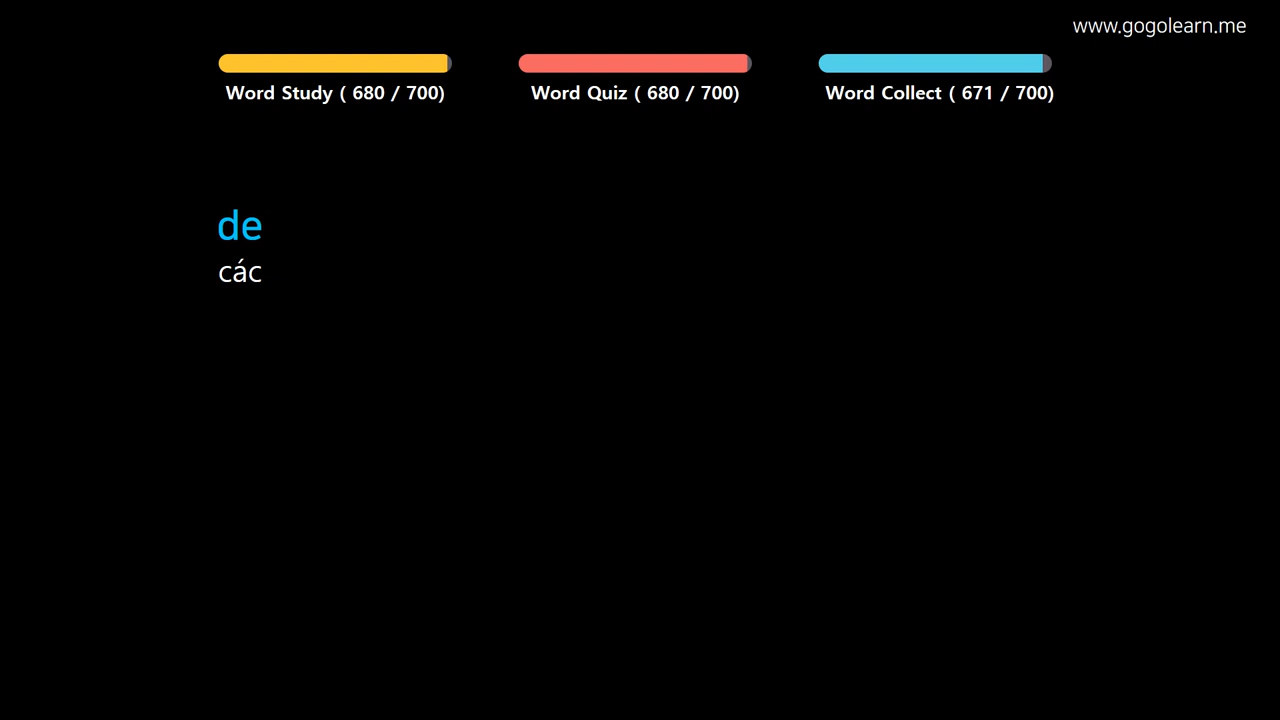 www.gogolearn.me
Word Study ( 680 / 700)
Word Quiz ( 680 / 700)
Word Collect ( 671 / 700)
de
các